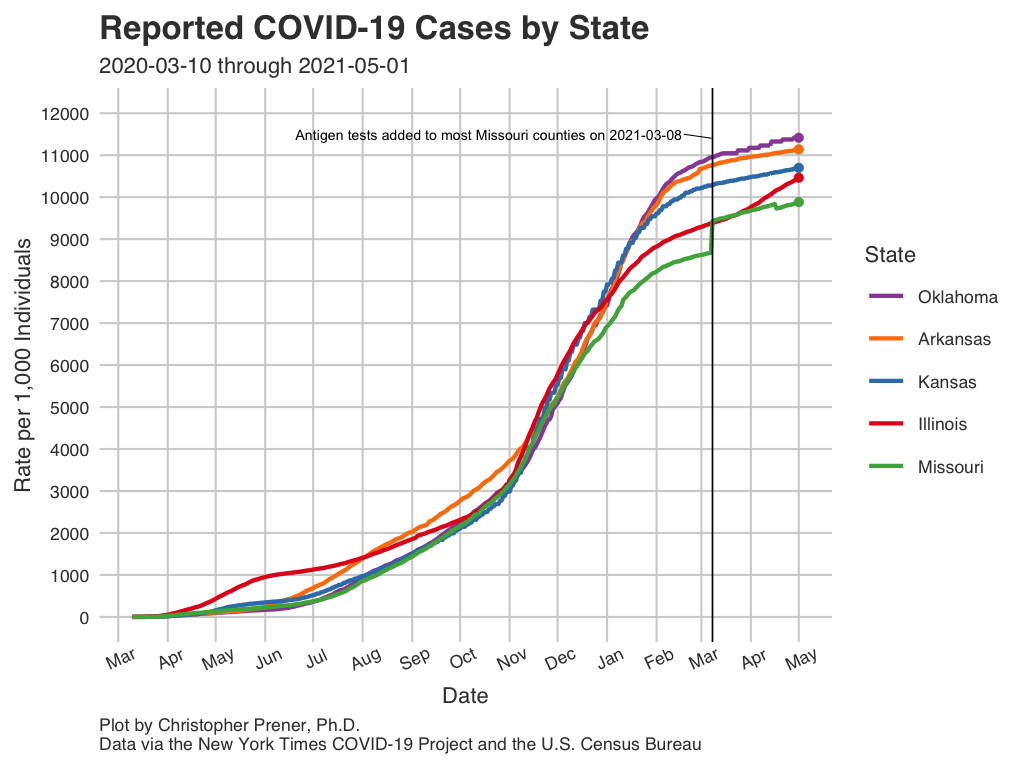 Reported COVID-19 Cases by State
2020-03-10 through 2021-05-01
12000
11000
10000
9000
8000
7000
6000
5000
4000
3000
2000
1000
0
Rate per 1,000 Individuals
Antigen tests added to most Missouri counties on 2021-03-08
Mar Apr May Jun Jul Aug Sep Oct Nov Dec Jan Feb Mar Apr May
Date
State
Oklahoma
Arkansas
Kansas
Illinois
Missouri
Plot by Christopher Prener, Ph.D.
Data via the New York Times COVID-19 Project and the U.S. Census Bureau